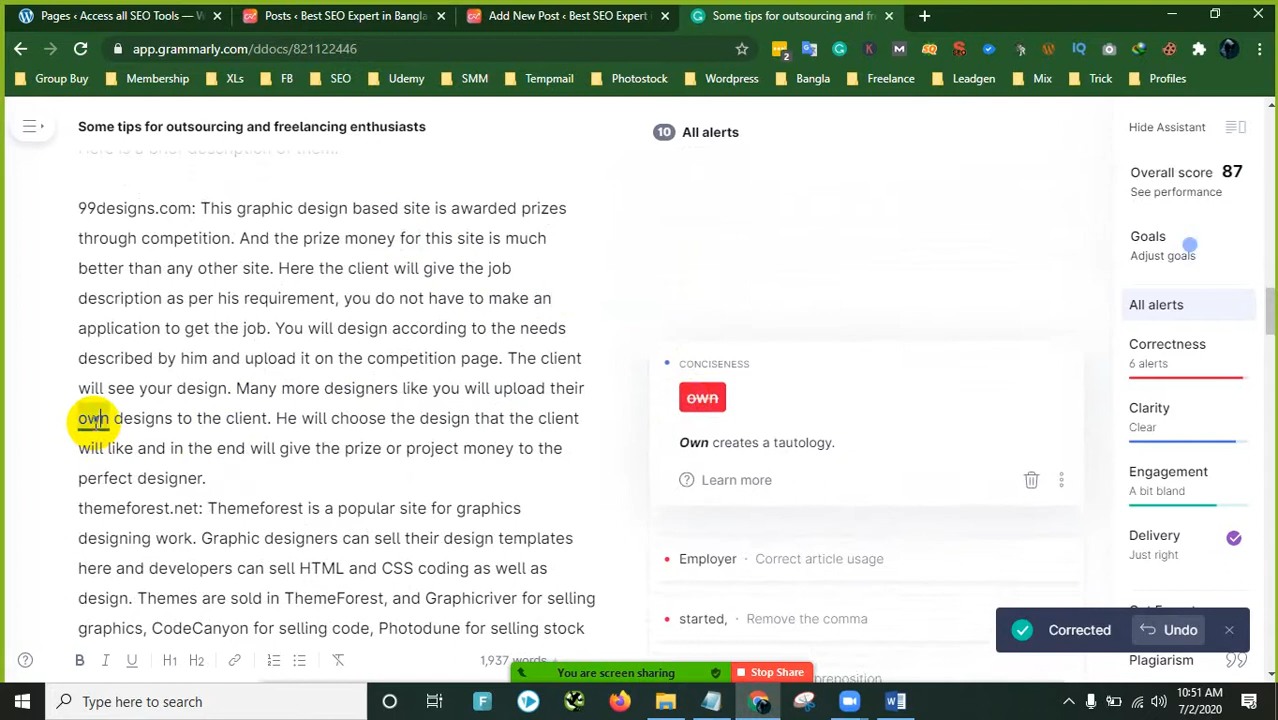 Pages ‹ Access all SEO Tools — W
Posts ‹ Best SEO Expert in Bangla
Add New Post ‹ Best SEO Expert
Some tips for outsourcing and fre
app.grammarly.com/ddocs/821122446
2
Group Buy
Membership
XLs
FB
SEO
Udemy
SMM
Tempmail
Photostock
Wordpress
Bangla
Freelance
Leadgen
Mix
Trick
Profiles
Some tips for outsourcing and freelancing enthusiasts
Here is a brief description of them.
99designs.com: This graphic design based site is awarded prizes
through competition. And the prize money for this site is much
better than any other site. Here the client will give the job
description as per his requirement, you do not have to make an
application to get the job. You will design according to the needs
described by him and upload it on the competition page. The client
will see your design. Many more designers like you will upload their
own designs to the client. He will choose the design that the client
will like and in the end will give the prize or project money to the
perfect designer.
themeforest.net: Themeforest is a popular site for graphics
designing work. Graphic designers can sell their design templates
here and developers can sell HTML and CSS coding as well as
design. Themes are sold in ThemeForest, and Graphicriver for selling
graphics, CodeCanyon for selling code, Photodune for selling stock
B I U H1 H2
1,937 words
10 All alerts
CONCISENESS
own
Own creates a tautology.
Learn more
Employer · Correct article usage
started, · Remove the comma
preposition
Hide Assistant
Overall score 87
See performance
Goals
Adjust goals
All alerts
Correctness
6 alerts
Clarity
Clear
Engagement
A bit bland
Delivery
Just right
Corrected
Undo
Plagiarism
You are screen sharing
Stop Share
Type here to search
10:51 AM
7/2/2020